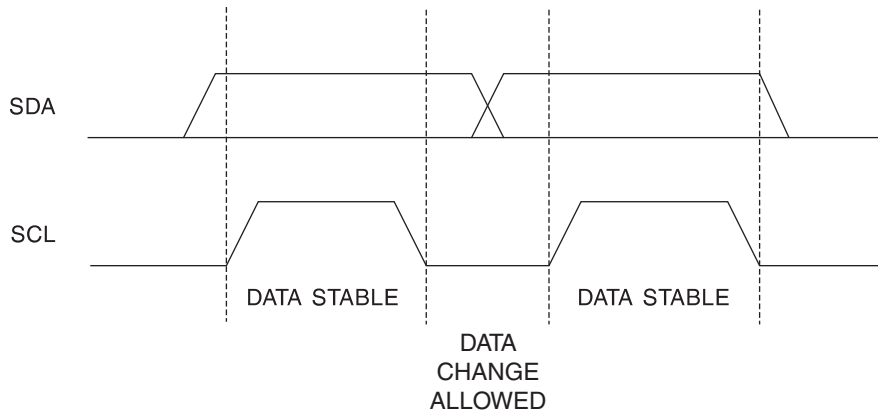 SDA
SCL
DATA STABLE
DATA STABLE
DATA
CHANGE
ALLOWED